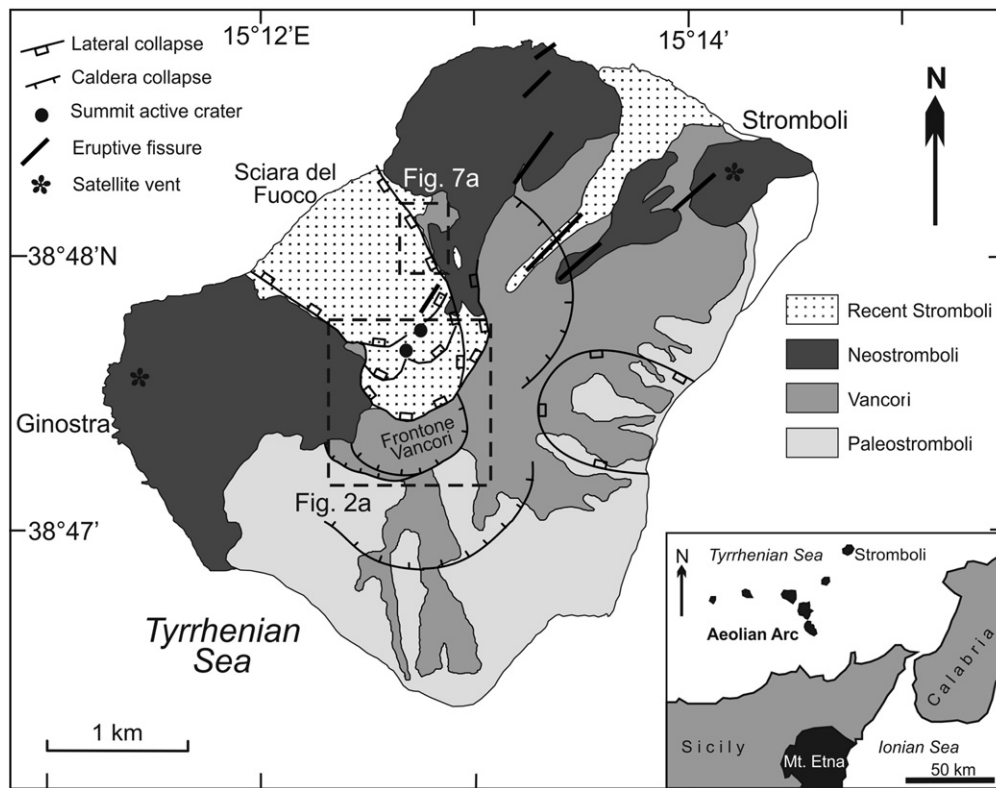 15°12'E
15°14'
Lateral collapse
Caldera collapse
Summit active crater
Eruptive fissure
Satellite vent
N
Stromboli
Sciara del
Fuoco
Fig. 7a
38°48'N
Recent Stromboli
Neostromboli
Vancori
Paleostromboli
Ginostra
Frontone
Vancori
Fig. 2a
38°47'
Tyrrhenian
Sea
1 km
N
Tyrrhenian Sea
Stromboli
Aeolian Arc
Calabria
Sicily
Ionian Sea
Mt. Etna
50 km